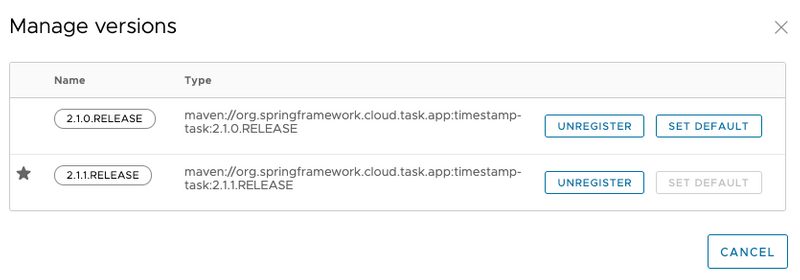 Manage versions
Name Type
maven://org.springframework.cloud.task.app:timestamp-
2.1.0.RELEASE task:2.1.0.RELEASE UNREGISTER SET DEFAULT
maven://org.springframework.cloud.task.app:timestamp-
2.1.1.RELEASE task:2.1.1.RELEASE UNREGISTER SET DEFAULT
CANCEL